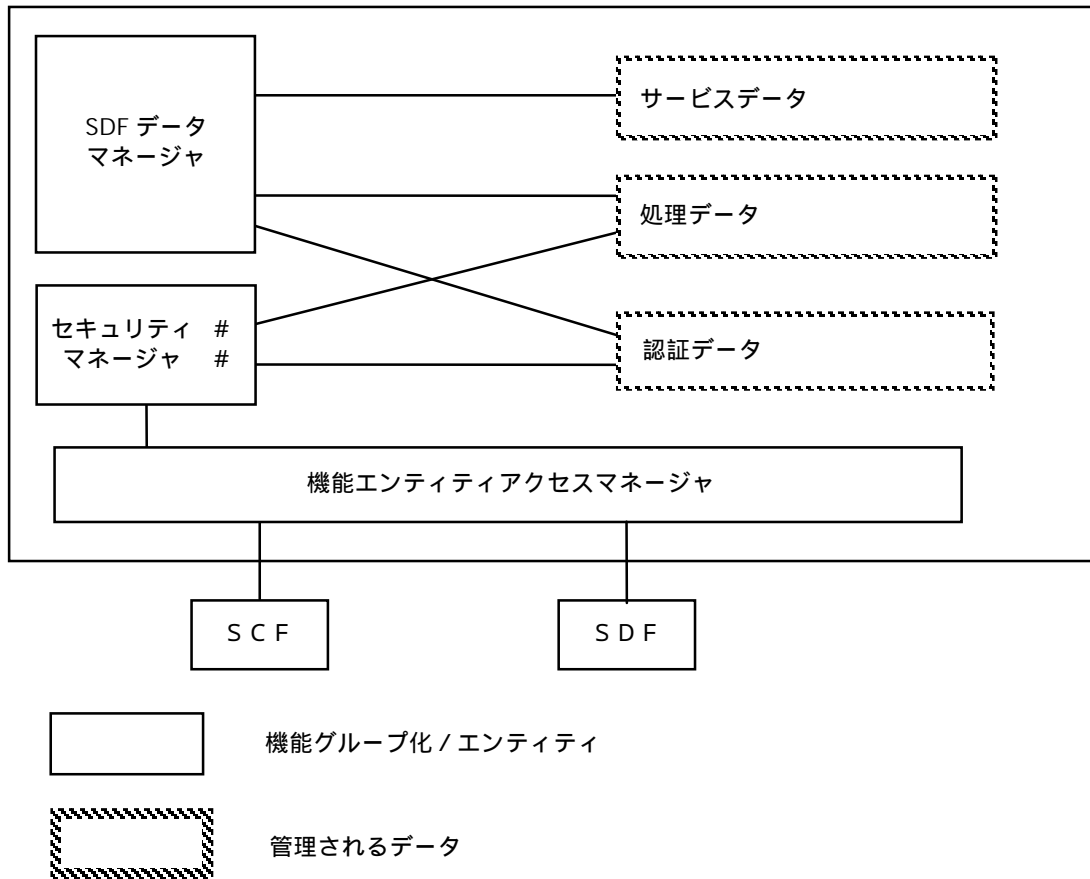 SDF データ
マネージャ
サービスデータ
処理データ
セキュリティ #
マネージャ #
認証データ
機能エンティティアクセスマネージャ
ＳＣＦ
ＳＤＦ
機能グループ化 / エンティティ
管理されるデータ